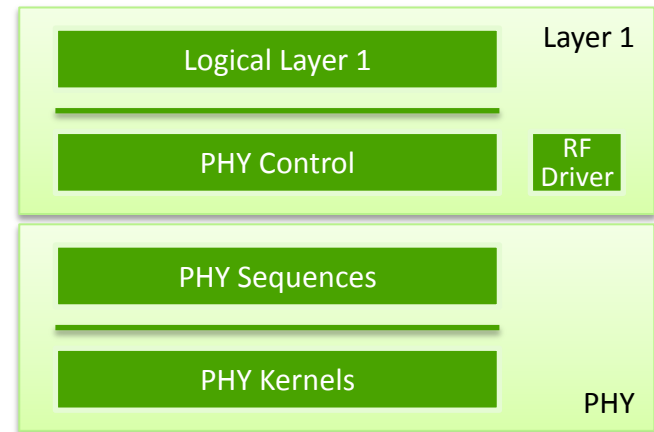 Layer 1
Logical Layer 1
PHY Control
RF
Driver
PHY Sequences
PHY Kernels
PHY